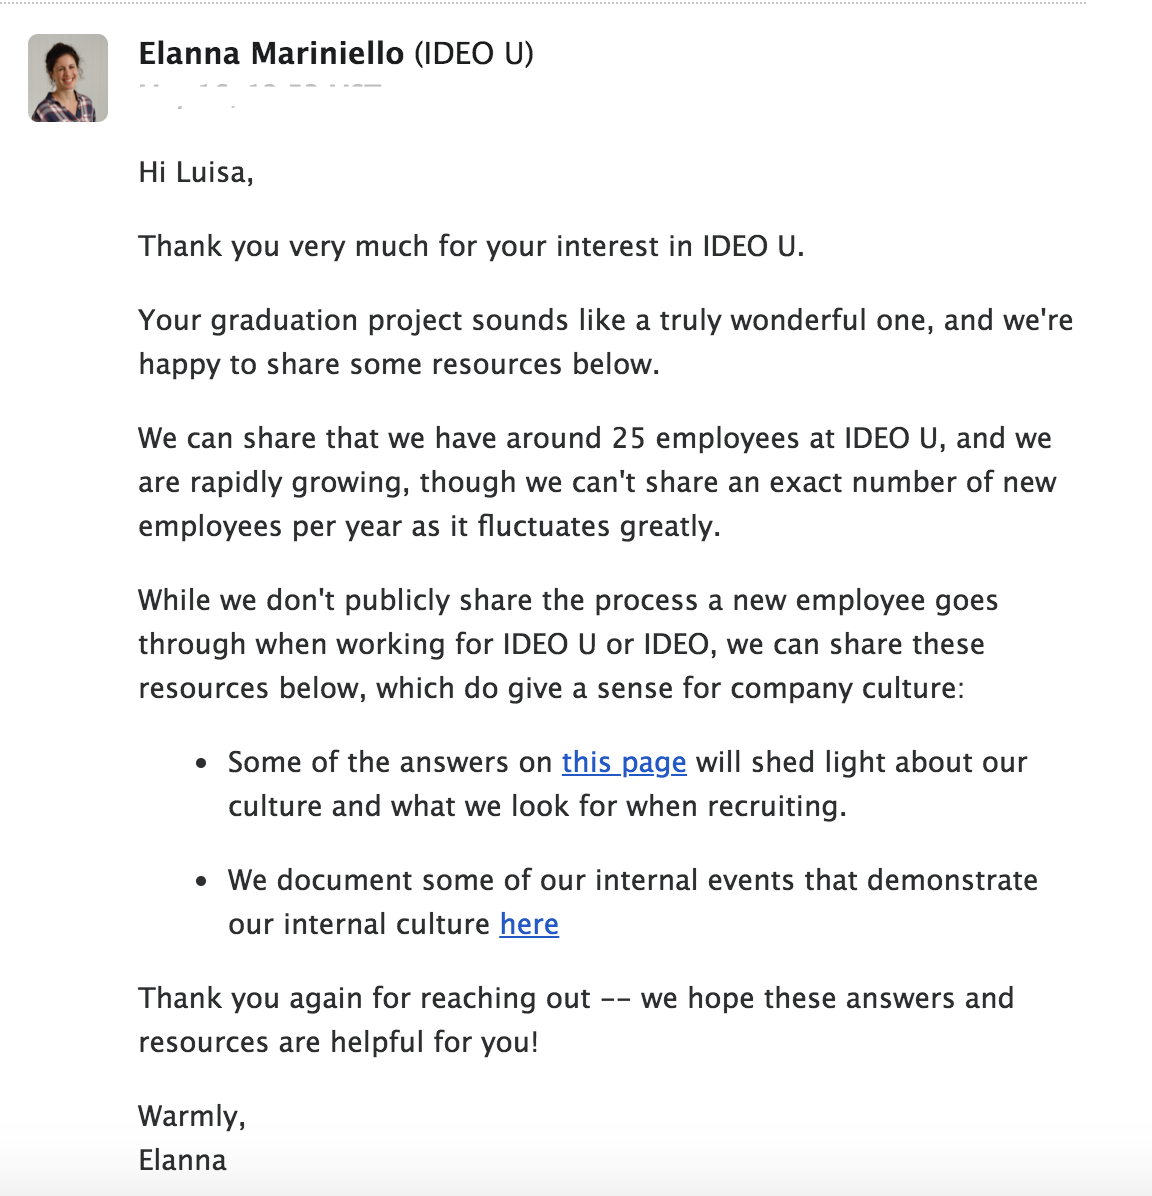 Elanna Mariniello (IDEO U)
Hi Luisa,
Thank you very much for your interest in IDEO U.
Your graduation project sounds like a truly wonderful one, and we're
happy to share some resources below.
We can share that we have around 25 employees at IDEO U, and we
are rapidly growing, though we can't share an exact number of new
employees per year as it fluctuates greatly.
While we don't publicly share the process a new employee goes
through when working for IDEO U or IDEO, we can share these
resources below, which do give a sense for company culture:
• Some of the answers on this page will shed light about our
culture and what we look for when recruiting.
• We document some of our internal events that demonstrate
our internal culture here
Thank you again for reaching out -- we hope these answers and
resources are helpful for you!
Warmly,
Elanna